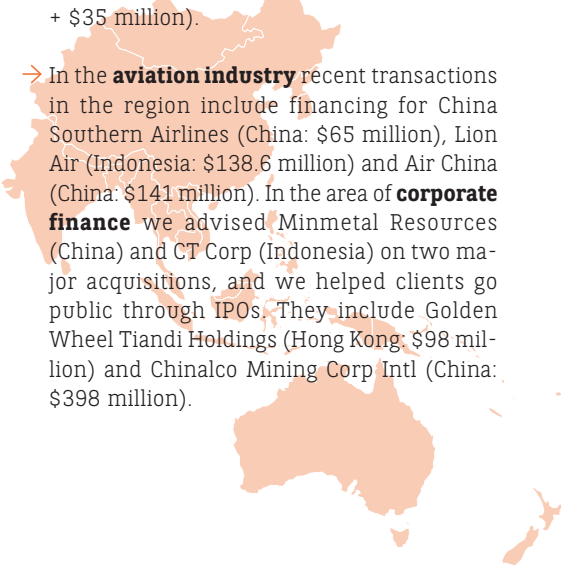 + $35 million).
→ In the aviation industry recent transactions
in the region include financing for China
Southern Airlines (China: $65 million), Lion
Air (Indonesia: $138.6 million) and Air China
(China: $141 million). In the area of corporate
finance we advised Minmetal Resources
(China) and CT Corp (Indonesia) on two ma-
jor acquisitions, and we helped clients go
public through IPOs. They include Golden
Wheel Tiandi Holdings (Hong Kong: $98 mil-
lion) and Chinalco Mining Corp Intl (China:
$398 million).